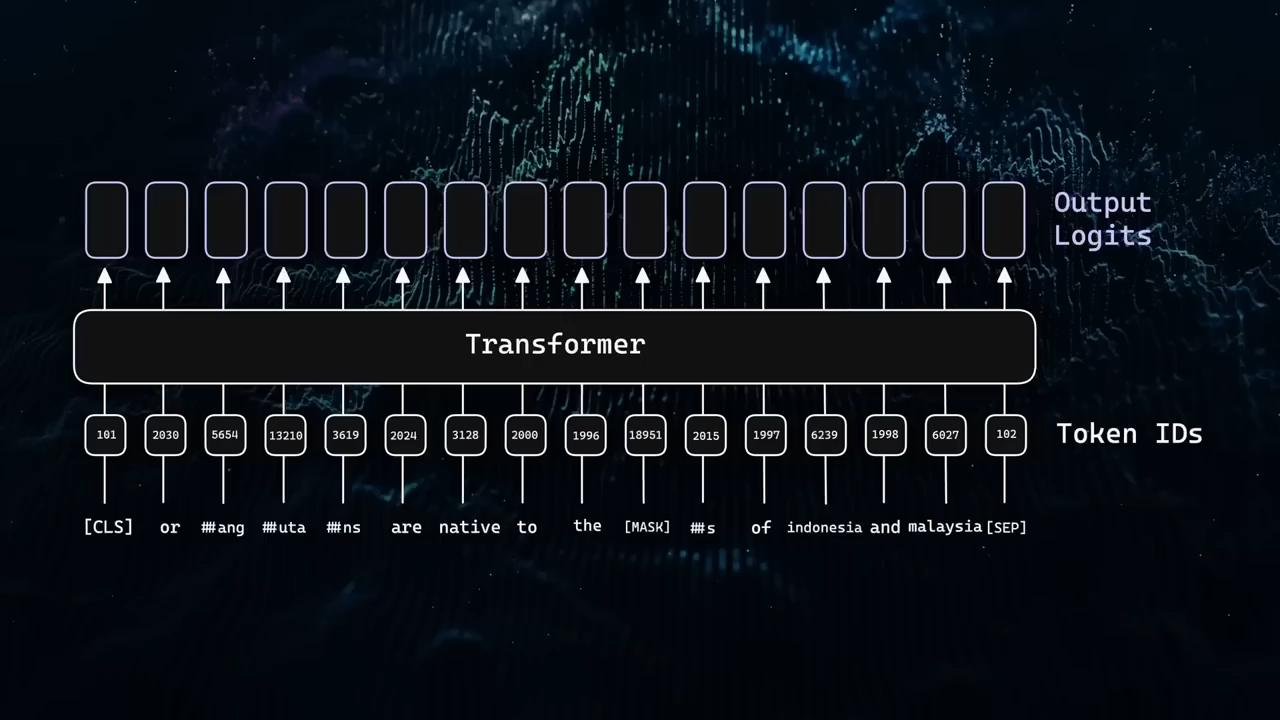 Output
Logits
Transformer
101 2030 5654 13210 3619 2024 3128 2000 1996 18951 2015 1997 6239 1998 6027 102 Token IDs
[CLS] or ##ang ##uta ##ns are native to the [MASK] ##s of indonesia and malaysia [SEP]